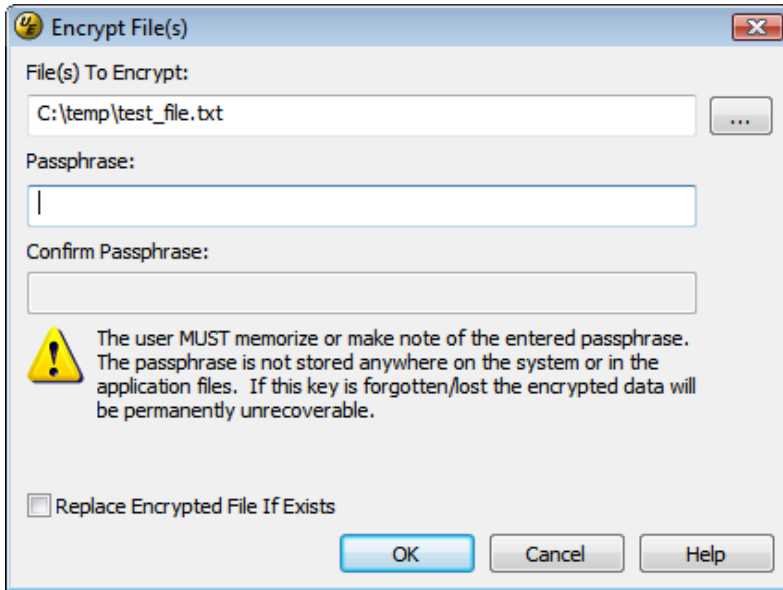 Encrypt File(s)
File(s) To Encrypt:
C:\temp\test_file.txt
...
Passphrase:
Confirm Passphrase:
The user MUST memorize or make note of the entered passphrase.
The passphrase is not stored anywhere on the system or in the
application files.  If this key is forgotten/lost the encrypted data will
be permanently unrecoverable.
Replace Encrypted File If Exists
OK Cancel Help